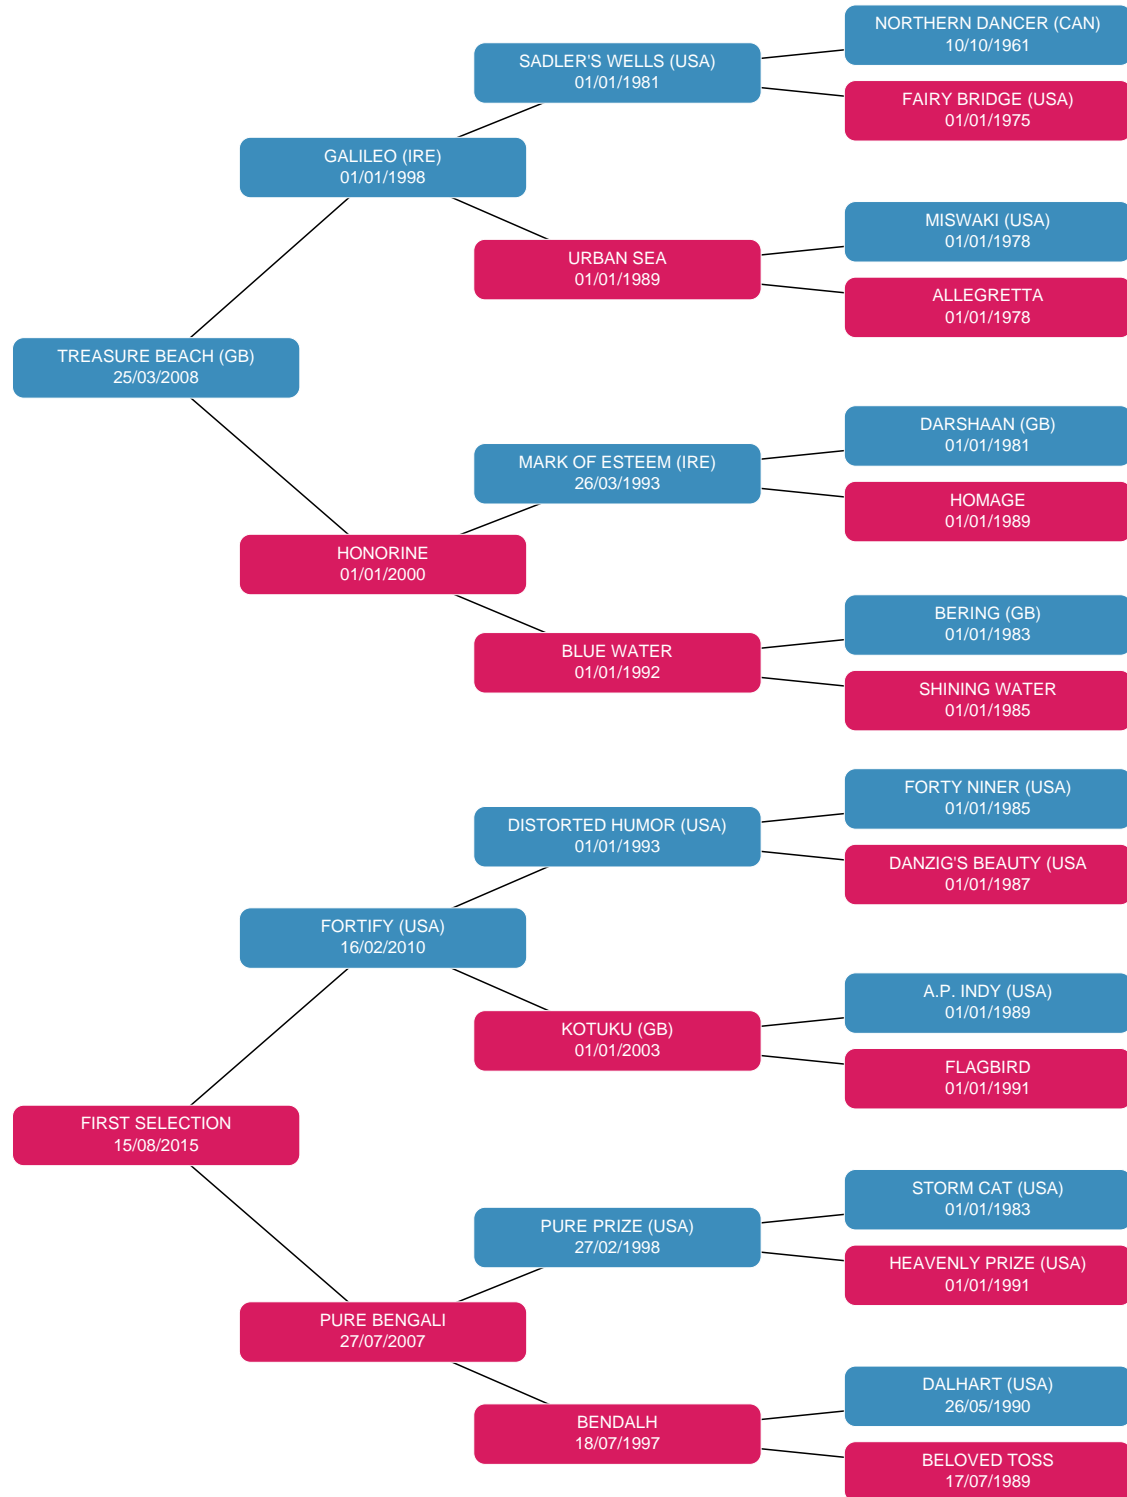 NORTHERN DANCER (CAN)
10/10/1961
SADLER'S WELLS (USA)
01/01/1981
FAIRY BRIDGE (USA)
01/01/1975
GALILEO (IRE)
01/01/1998
MISWAKI (USA)
01/01/1978
URBAN SEA
01/01/1989
ALLEGRETTA
01/01/1978
TREASURE BEACH (GB)
25/03/2008
DARSHAAN (GB)
01/01/1981
MARK OF ESTEEM (IRE)
26/03/1993
HOMAGE
01/01/1989
HONORINE
01/01/2000
BERING (GB)
01/01/1983
BLUE WATER
01/01/1992
SHINING WATER
01/01/1985
FORTY NINER (USA)
01/01/1985
DISTORTED HUMOR (USA)
01/01/1993
DANZIG'S BEAUTY (USA
01/01/1987
FORTIFY (USA)
16/02/2010
A.P. INDY (USA)
01/01/1989
KOTUKU (GB)
01/01/2003
FLAGBIRD
01/01/1991
FIRST SELECTION
15/08/2015
STORM CAT (USA)
01/01/1983
PURE PRIZE (USA)
27/02/1998
HEAVENLY PRIZE (USA)
01/01/1991
PURE BENGALI
27/07/2007
DALHART (USA)
26/05/1990
BENDALH
18/07/1997
BELOVED TOSS
17/07/1989